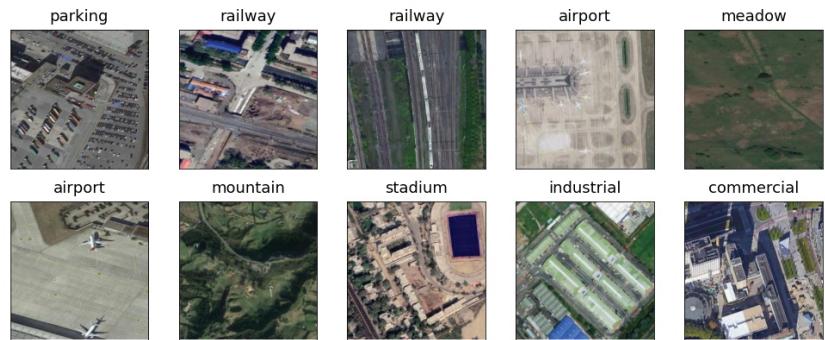 parking railway railway airport meadow
airport mountain stadium industrial commercial